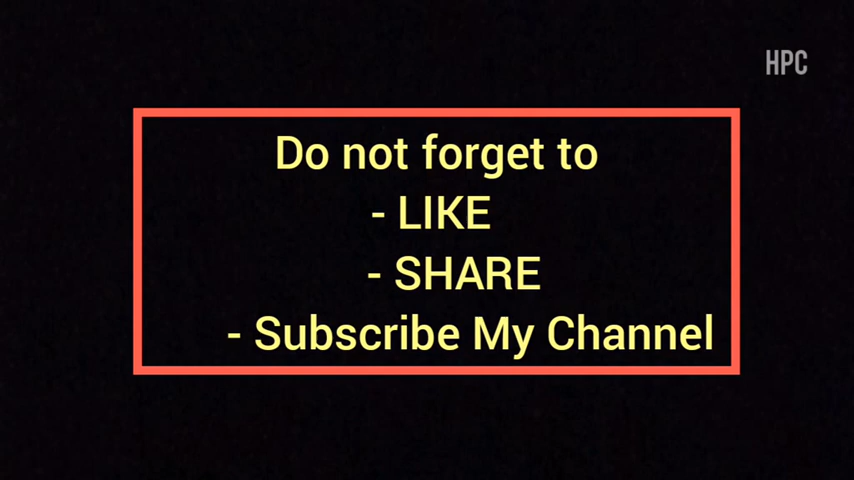 HPC
Do not forget to
- LIKE
- SHARE
- Subscribe My Channel